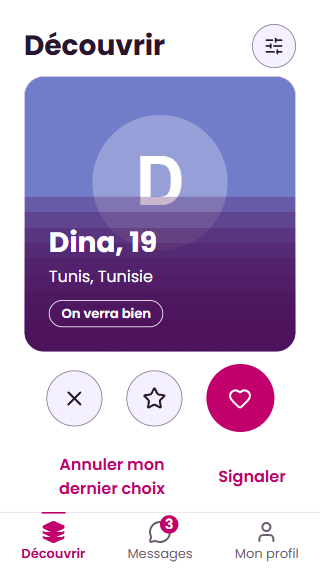 Découvrir
D
Dina, 19
Tunis, Tunisie
On verra bien
Annuler mon
dernier choix
Signaler
3
Découvrir
Messages
Mon profil